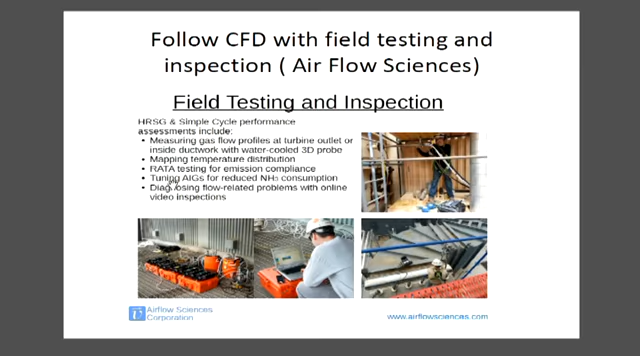 Follow CFD with field testing and
inspection ( Air Flow Sciences)
Field Testing and Inspection
HRSG & Simple Cycle performance
assessments include:
• Measuring gas flow profiles at turbine outlet or
inside ductwork with water-cooled 3D probe
• Mapping temperature distribution
• RATA testing for emission compliance
• Tuning AIGs for reduced NH₃ consumption
• Diagnosing flow-related problems with online
video inspections
Airflow Sciences
Corporation
www.airflowsciences.com